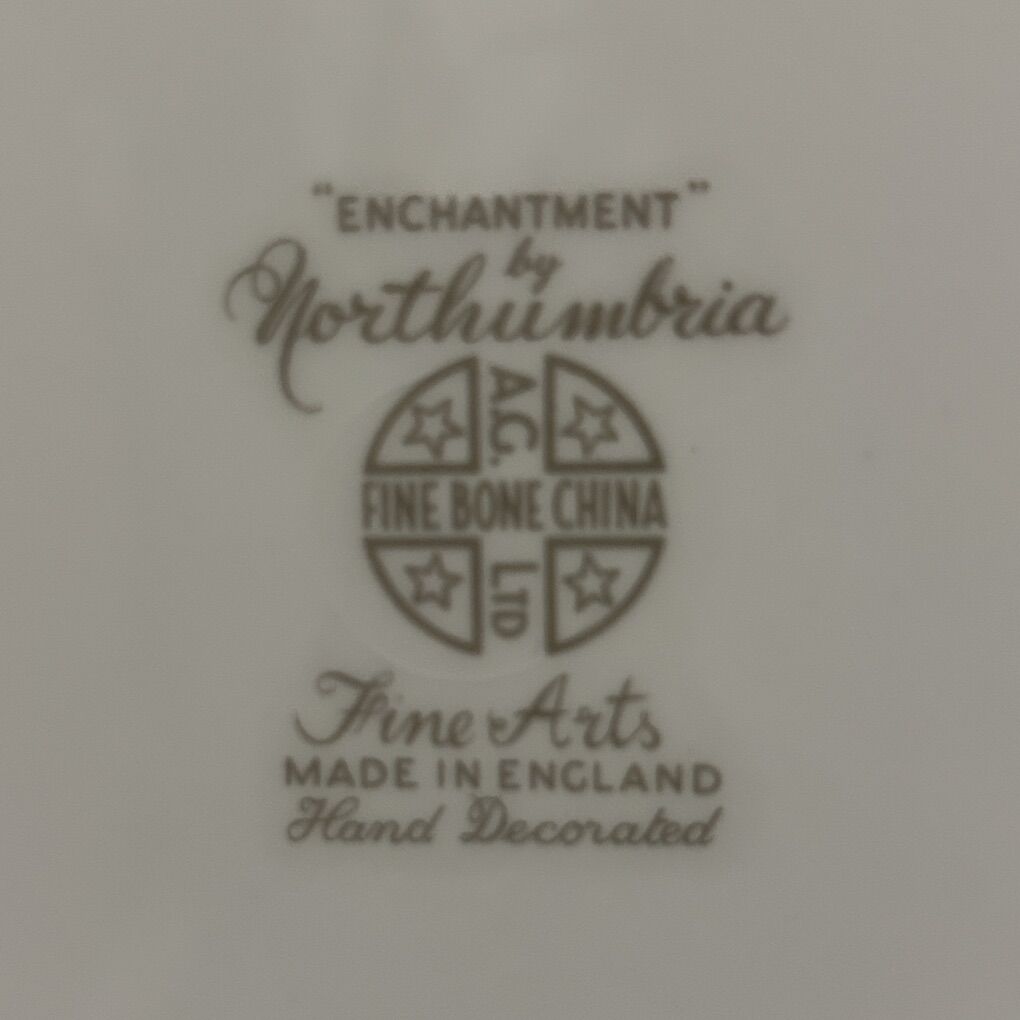 "ENCHANTMENT"
by
Northumbria
A.G.
FINE BONE CHINA
LTD
Fine Arts
MADE IN ENGLAND
Hand Decorated